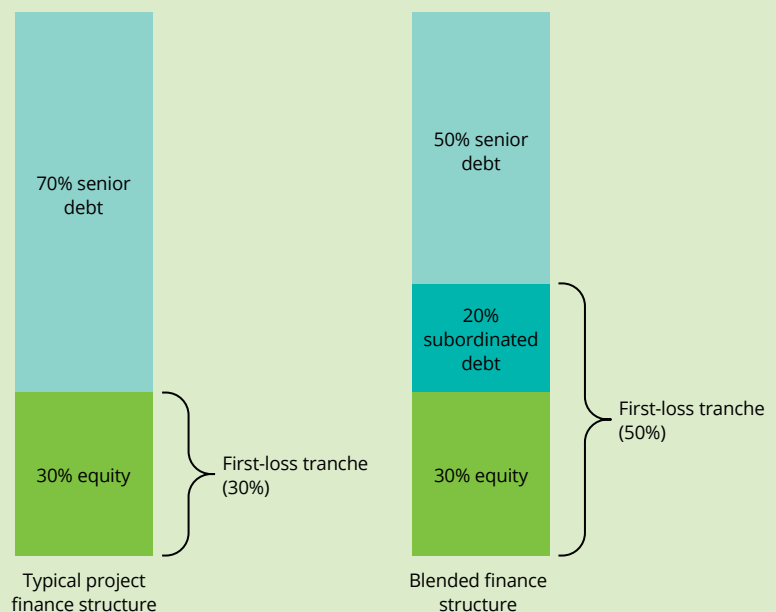 70% senior
debt
30% equity
First-loss tranche
(30%)
Typical project
finance structure
50% senior
debt
20%
subordinated
debt
30% equity
First-loss tranche
(50%)
Blended finance
structure